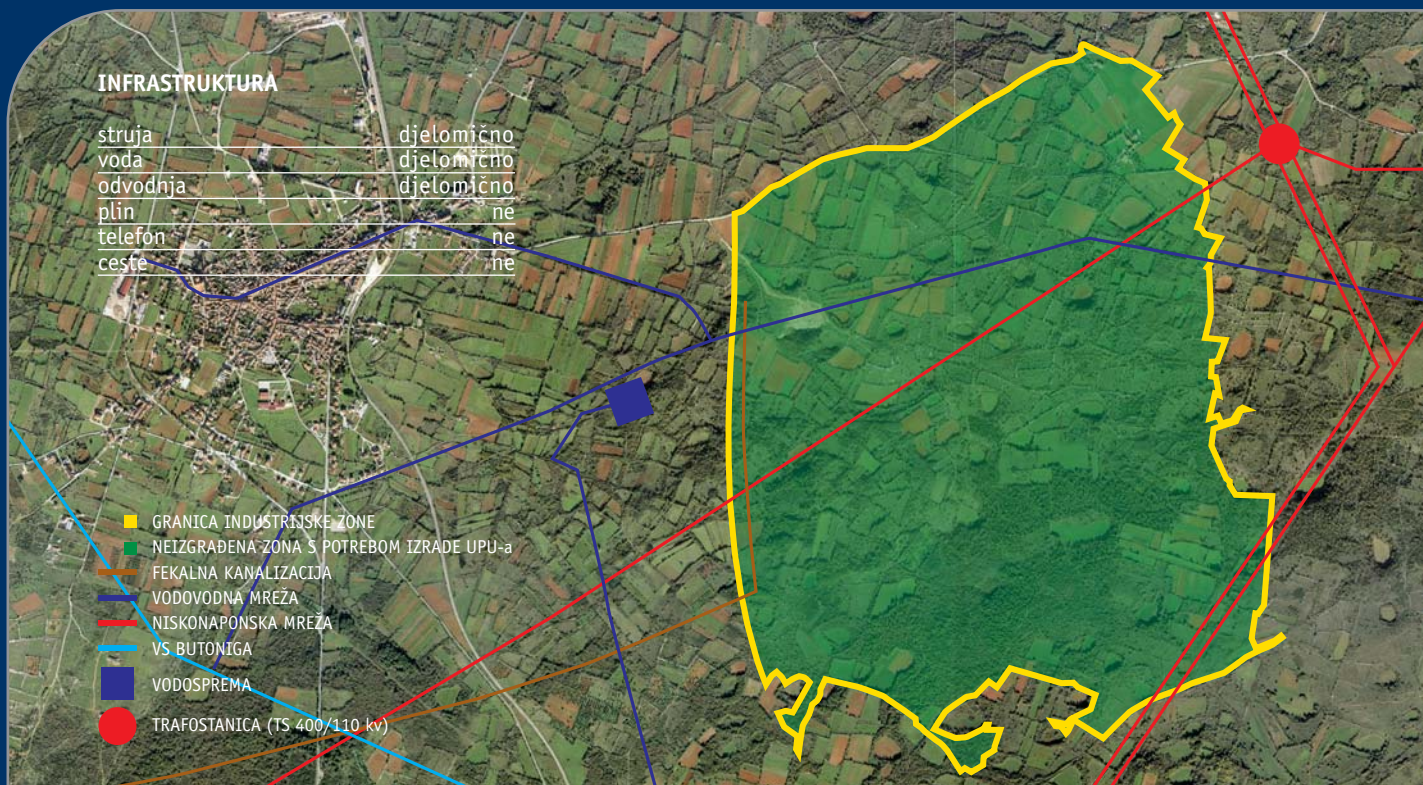 INFRASTRUKTURA
struja djelomično
voda djelomično
odvodnja djelomično
plin ne
telefon ne
ceste ne
GRANICA INDUSTRIJSKE ZONE
NEIZGRAĐENA ZONA S POTREBOM IZRADE UPU-a
FEKALNA KANALIZACIJA
VODOVODNA MREŽA
NISKONAPONSKA MREŽA
VS BUTONIGA
VODOSPREMA
TRAFOSTANICA (TS 400/110 kv)